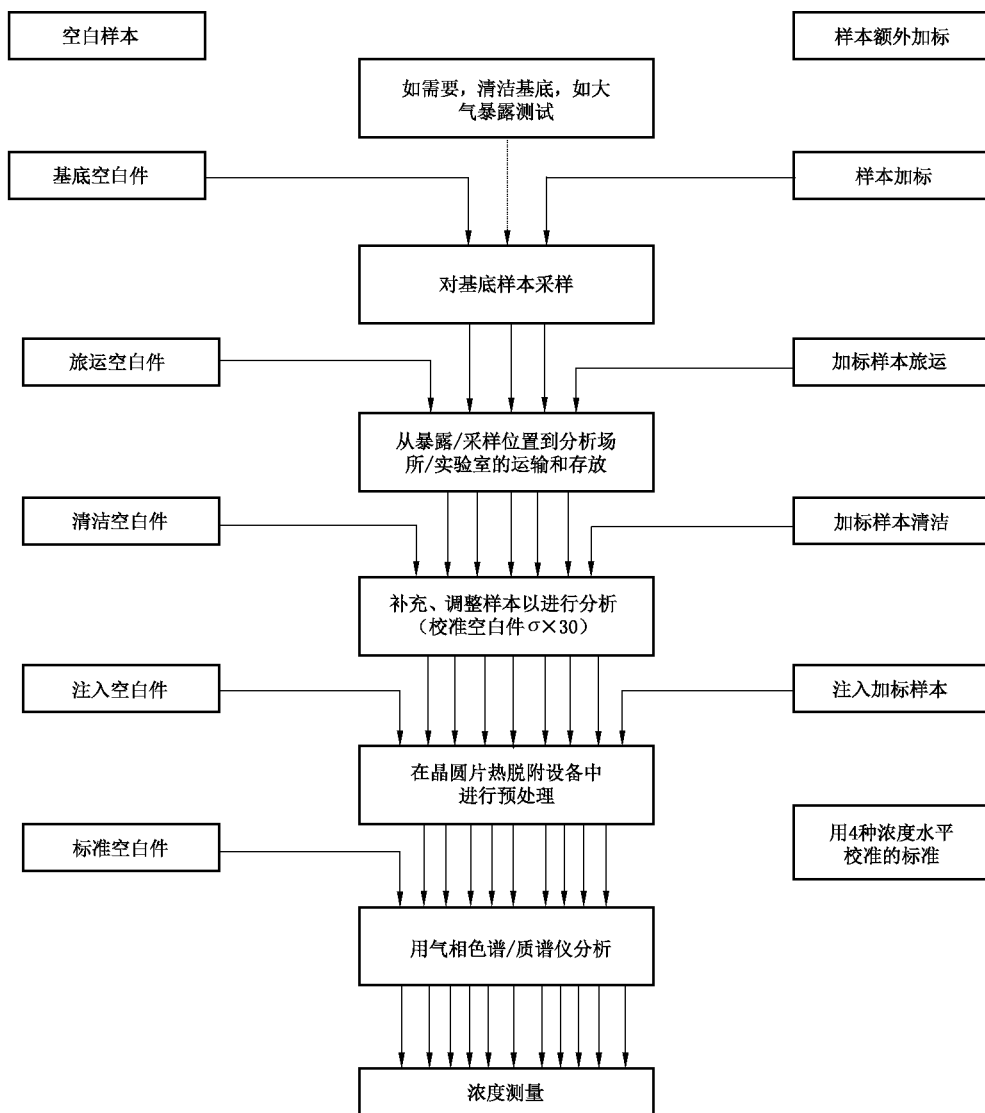 空白样本
样本额外加标
如需要，清洁基底，如大
气暴露测试
基底空白件
样本加标
对基底样本采样
旅运空白件
加标样本旅运
从暴露/采样位置到分析场
所/实验室的运输和存放
清洁空白件
加标样本清洁
补充、调整样本以进行分析
（校准空白件σ×30）
注入空白件
注入加标样本
在晶圆片热脱附设备中
进行预处理
标准空白件
用4种浓度水平
校准的标准
用气相色谱/质谱仪分析
浓度测量